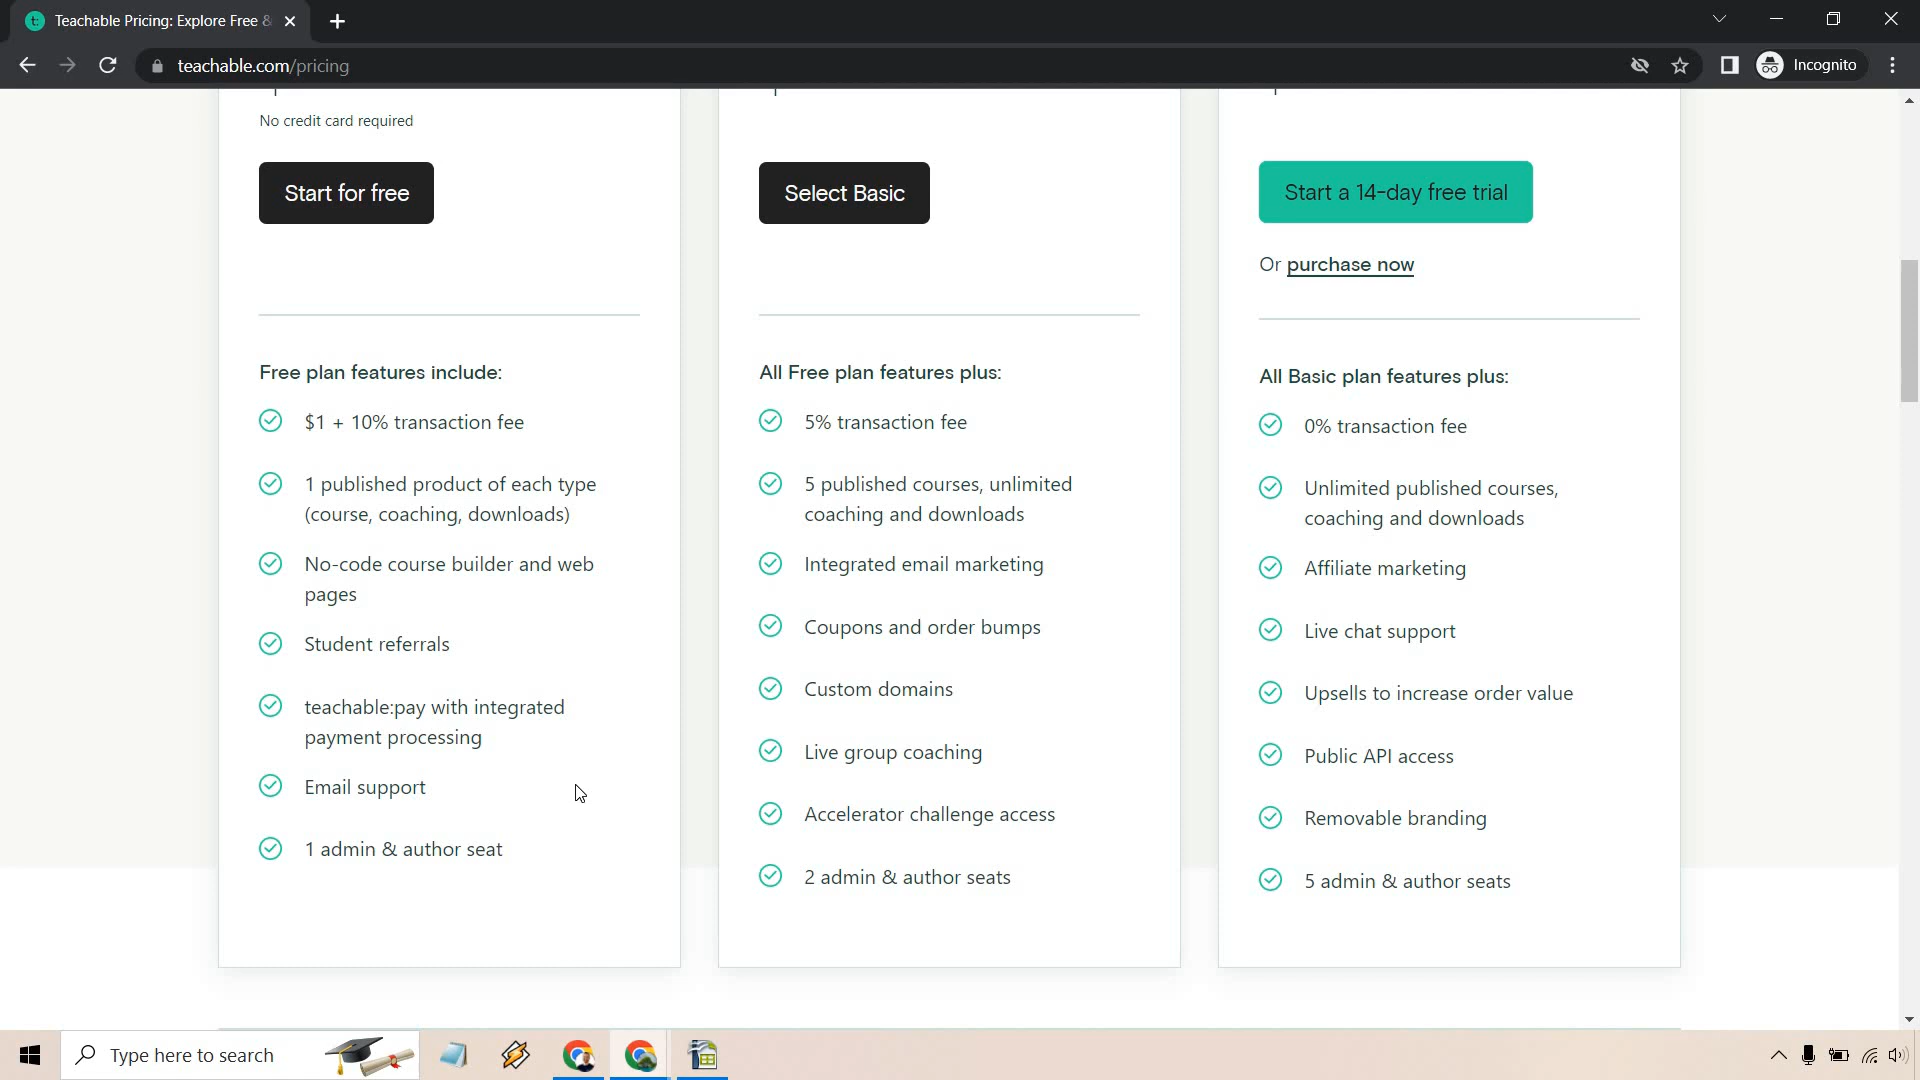 Teachable Pricing: Explore Free &
teachable.com/pricing
Incognito
No credit card required
Start for free
Free plan features include:
$1 + 10% transaction fee
1 published product of each type
(course, coaching, downloads)
No-code course builder and web
pages
Student referrals
teachable:pay with integrated
payment processing
Email support
1 admin & author seat
Select Basic
All Free plan features plus:
5% transaction fee
5 published courses, unlimited
coaching and downloads
Integrated email marketing
Coupons and order bumps
Custom domains
Live group coaching
Accelerator challenge access
2 admin & author seats
Start a 14-day free trial
Or purchase now
All Basic plan features plus:
0% transaction fee
Unlimited published courses,
coaching and downloads
Affiliate marketing
Live chat support
Upsells to increase order value
Public API access
Removable branding
5 admin & author seats
Type here to search